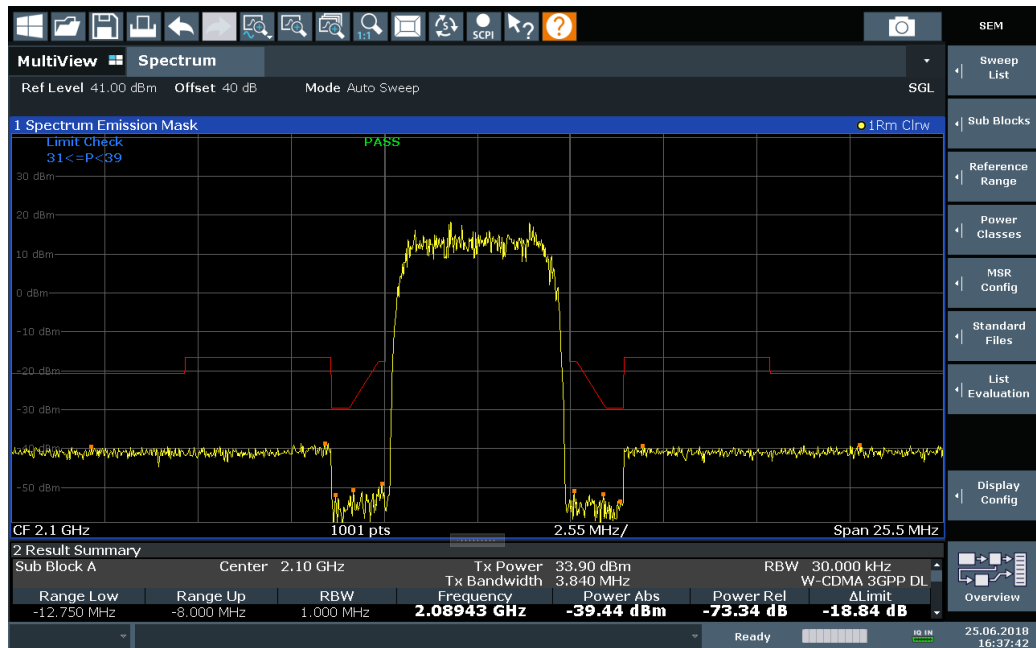 SEM
1:1
SCPI
MultiView Spectrum
Ref Level 41.00 dBm Offset 40 dB Mode Auto Sweep SGL
1 Spectrum Emission Mask 1Rm Clrw
Limit Check PASS
31<=P<39
30 dBm
20 dBm
10 dBm
0 dBm
-10 dBm
-20 dBm
-30 dBm
-40 dBm
-50 dBm
CF 2.1 GHz 1001 pts 2.55 MHz/ Span 25.5 MHz
2 Result Summary
Sub Block A Center 2.10 GHz Tx Power 33.90 dBm RBW 30.000 kHz
Tx Bandwidth 3.840 MHz W-CDMA 3GPP DL
Range Low Range Up RBW Frequency Power Abs Power Rel ΔLimit
-12.750 MHz -8.000 MHz 1.000 MHz 2.08943 GHz -39.44 dBm -73.34 dB -18.84 dB
Sweep
List
Sub Blocks
Reference
Range
Power
Classes
MSR
Config
Standard
Files
List
Evaluation
Display
Config
Overview
Ready IQ IN 25.06.2018
16:37:42